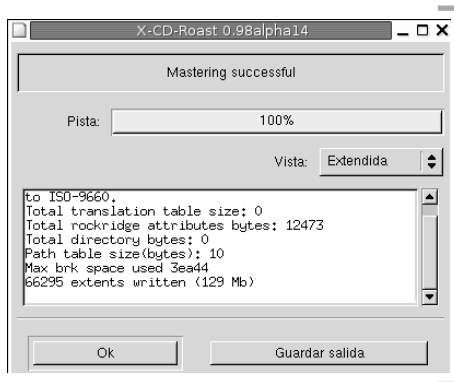 X-CD-Roast 0.98alpha14
Mastering successful
Pista: 100%
Vista: Extendida
to ISO-9660.
Total translation table size: 0
Total rockridge attributes bytes: 12473
Total directory bytes: 0
Path table size(bytes): 10
Max brk space used 3ea44
66295 extents written (129 Mb)
Ok Guardar salida